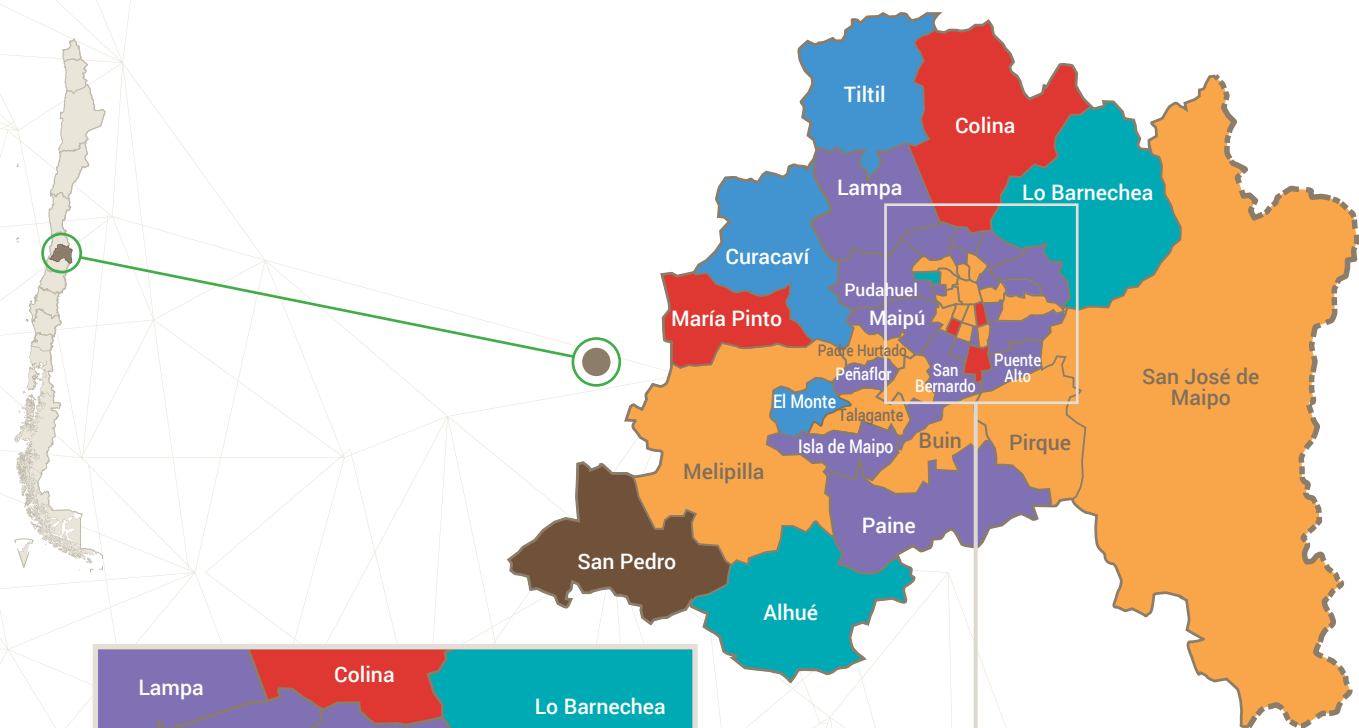 Tiltil
Colina
Lampa
Lo Barnechea
Curacaví
Pudahuel
María Pinto
Maipú
Padre Hurtado
Peñaflor
San
Bernardo
Puente
Alto
San José de
Maipo
El Monte
Talagante
Isla de Maipo
Buin
Pirque
Melipilla
Paine
San Pedro
Alhué
Lampa
Colina
Lo Barnechea